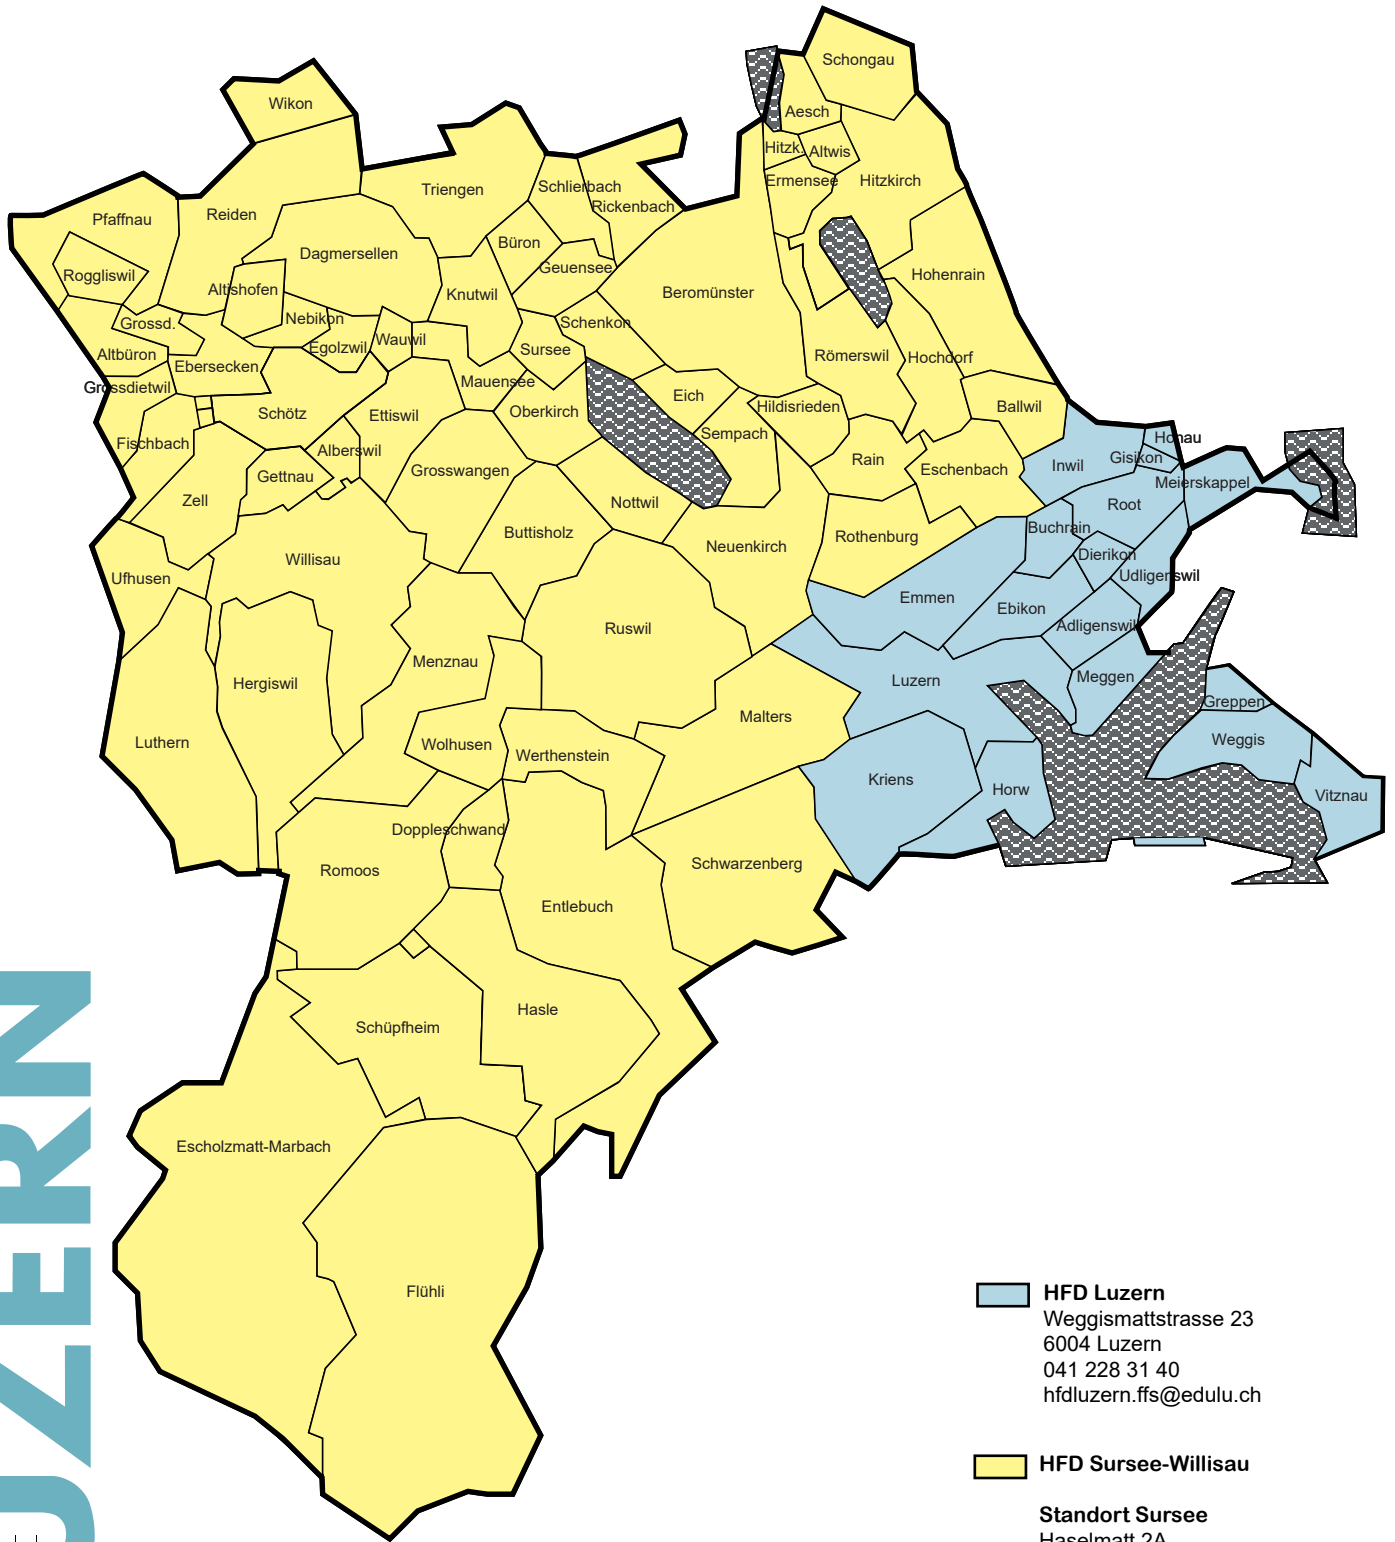 Schongau
Wikon
Aesch
Hitzk.
Altwis
Ermensee
Hitzkirch
Triengen
Schlierbach
Rickenbach
Pfaffnau
Reiden
Büron
Dagmersellen
Geuensee
Roggliswil
Altishofen
Knutwil
Beromünster
Hohenrain
Nebikon
Grossd.
Schenkon
Wauwil
Egolzwil
Sursee
Altbüron
Ebersecken
Römerswil
Hochdorf
Grossdietwil
Mauensee
Eich
Schötz
Ettiswil
Oberkirch
Hildisrieden
Ballwil
Sempach
Fischbach
Alberswil
Honau
Gisikon
Inwil
Rain
Eschenbach
Grosswangen
Gettnau
Meierskappel
Zell
Nottwil
Root
Buchrain
Buttisholz
Rothenburg
Neuenkirch
Willisau
Dierikon
Ufhusen
Udligenswil
Emmen
Ebikon
Ruswil
Adligenswil
Menznau
Hergiswil
Luzern
Meggen
Greppen
Malters
Luthern
Wolhusen
Werthenstein
Weggis
Kriens
Horw
Vitznau
Doppleschwand
Romoos
Schwarzenberg
Entlebuch
Hasle
Schüpfheim
Escholzmatt-Marbach
Flühli
UZERN
HFD Luzern
Weggismattstrasse 23
6004 Luzern
041 228 31 40
hfdluzern.ffs@edulu.ch
HFD Sursee-Willisau
Standort Sursee
Haselmatt 2A